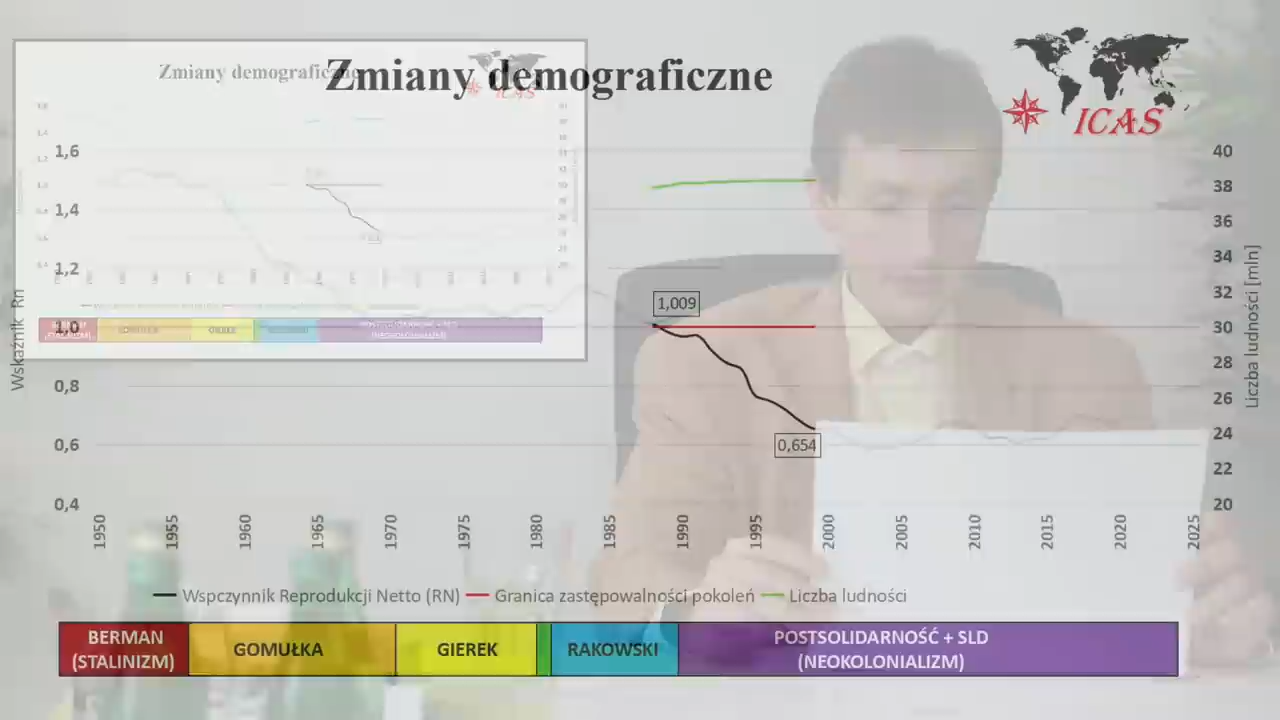 Zmiany demograficzne
Zmiany demograficzne
ICAS
ICAS
1,6
1,4
1,2
1,0
0,8
0,6
0,4
Wskaźnik Rn
40
38
36
34
32
30
28
26
24
22
20
Liczba ludności [mln]
1,009
0,654
1950
1955
1960
1965
1970
1975
1980
1985
1990
1995
2000
2005
2010
2015
2020
2025
Wspczynnik Reprodukcji Netto (RN) Granica zastępowalności pokoleń Liczba ludności
BERMAN
(STALINIZM)
GOMUŁKA
GIEREK
RAKOWSKI
POSTSOLIDARNOŚĆ + SLD
(NEOKOLONIALIZM)